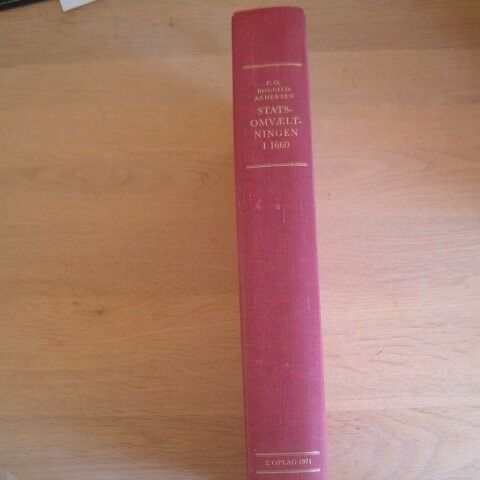 C. O.
BØGGILD-
ANDERSEN
STATS-
OMVÆLT-
NINGEN
I 1660
2. OPLAG 1971